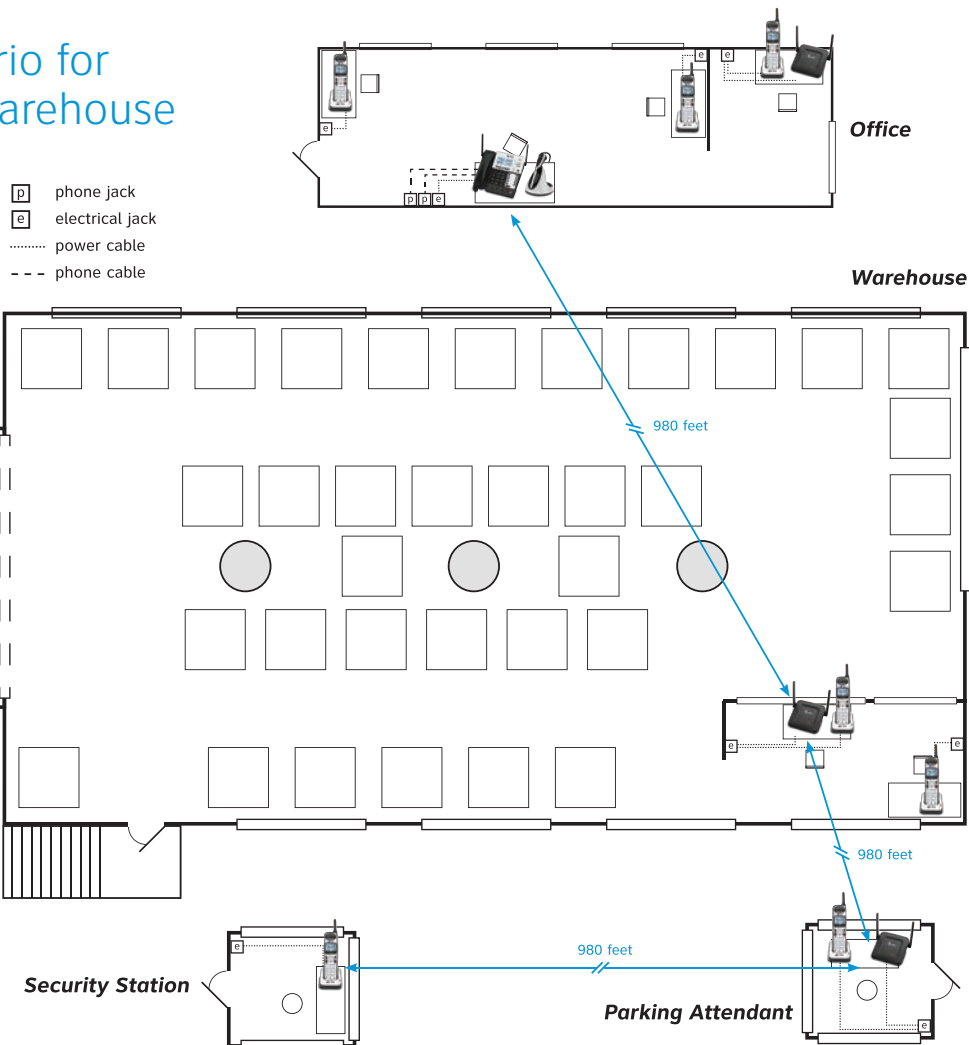 rio for
arehouse
p phone jack
e electrical jack
power cable
phone cable
e
e
e
Office
p p e
Warehouse
980 feet
e
e
980 feet
e
980 feet
Security Station
Parking Attendant
e